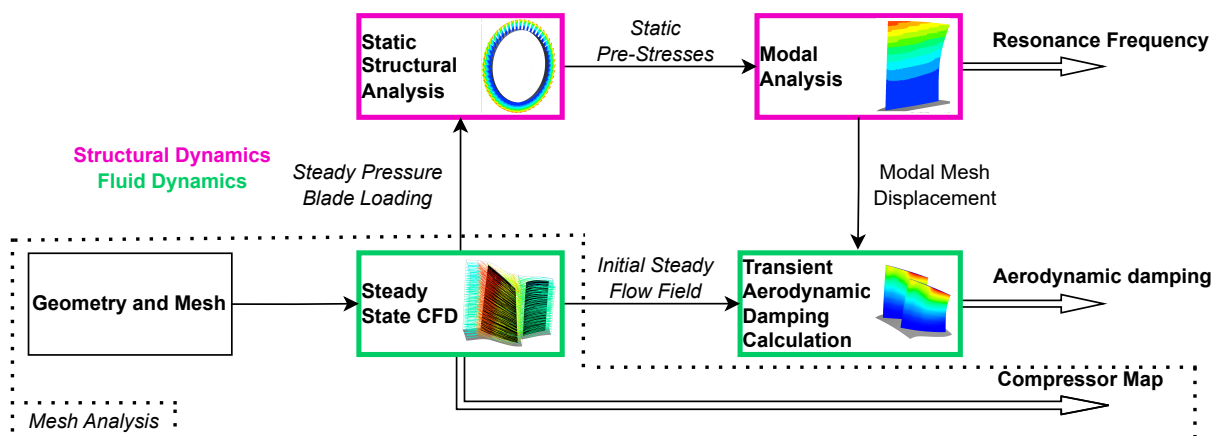 Static
Structural
Analysis
Static
Pre-Stresses
Modal
Analysis
Resonance Frequency
Structural Dynamics
Fluid Dynamics
Steady Pressure
Blade Loading
Modal Mesh
Displacement
Geometry and Mesh
Steady
State CFD
Initial Steady
Flow Field
Transient
Aerodynamic
Damping
Calculation
Aerodynamic damping
Compressor Map
Mesh Analysis